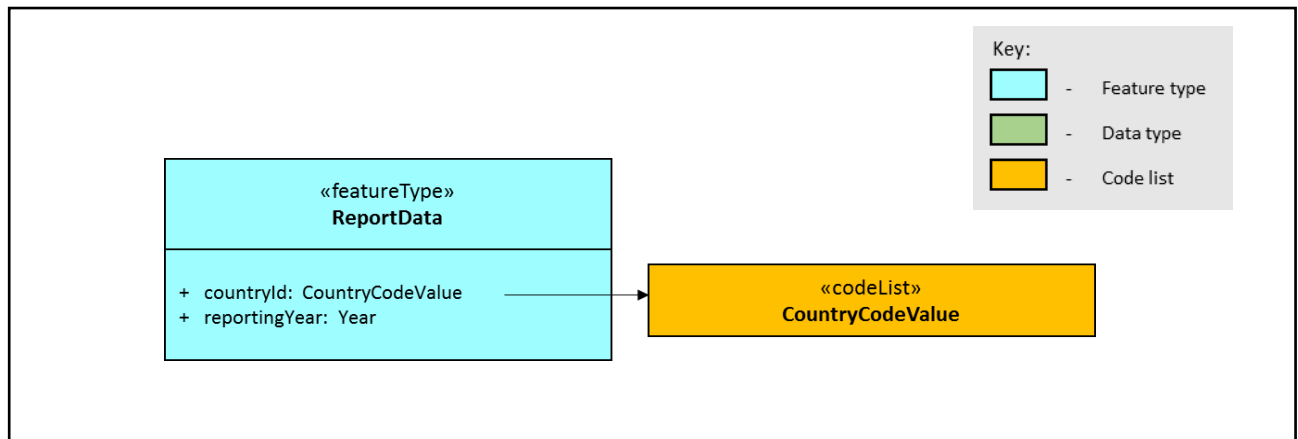 Key:
- Feature type
- Data type
- Code list
«featureType»
ReportData
+ countryId: CountryCodeValue
+ reportingYear: Year
«codeList»
CountryCodeValue